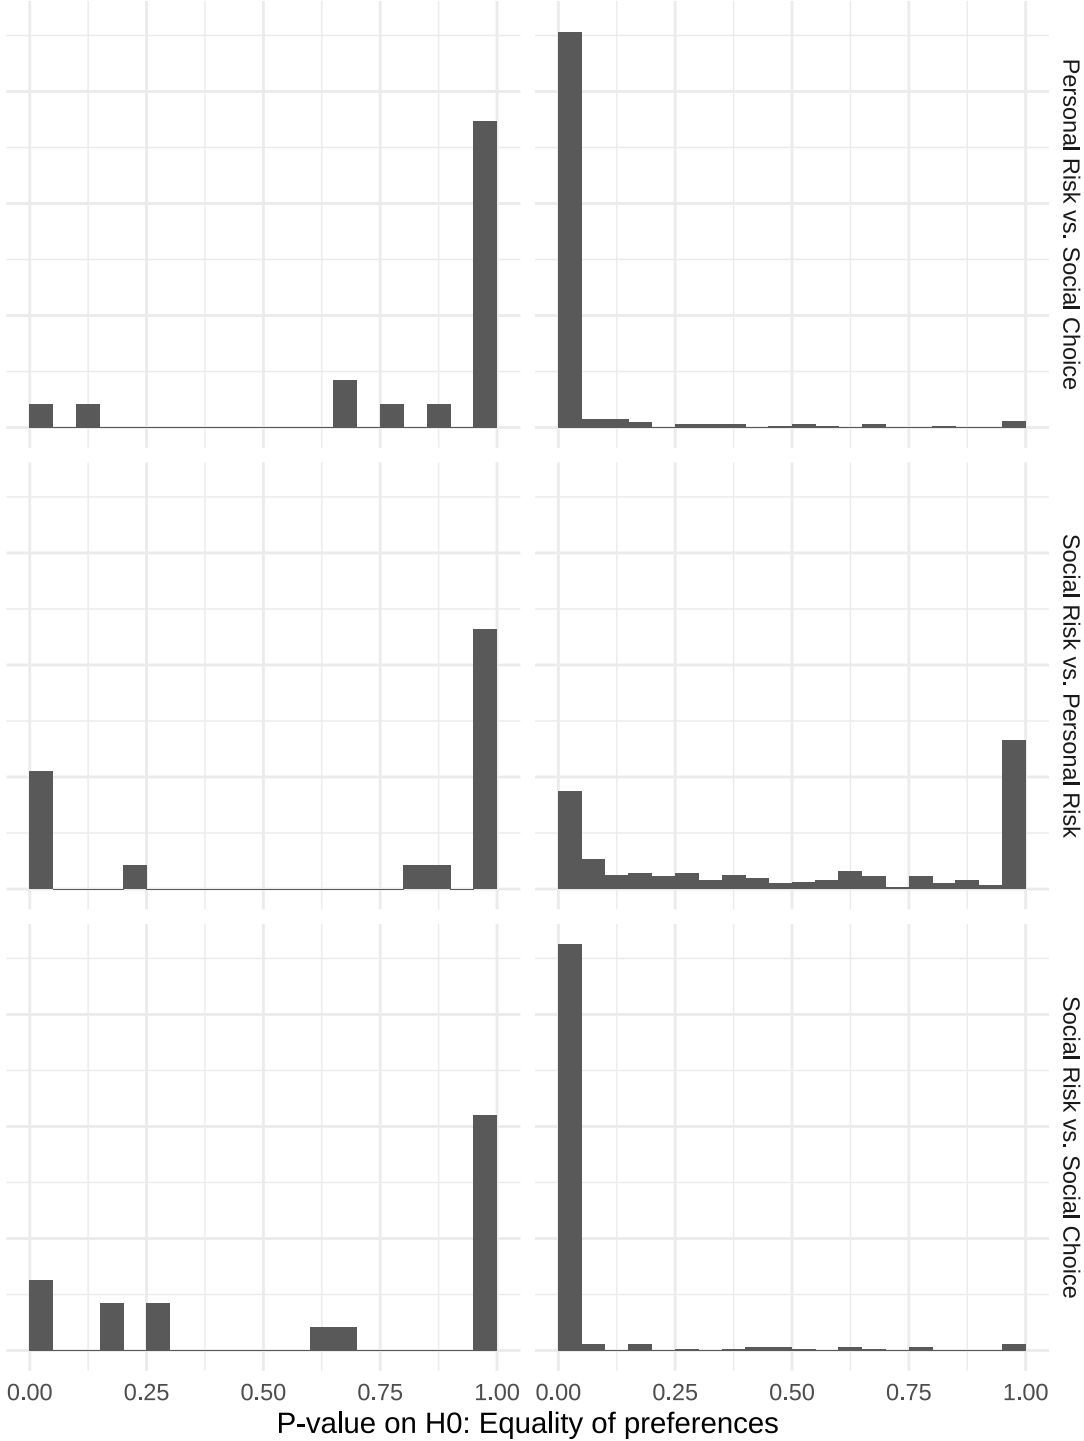 Personal Risk vs. Social Choice
Social Risk vs. Personal Risk
Social Risk vs. Social Choice
0.00 0.25 0.50 0.75 1.00 0.00 0.25 0.50 0.75 1.00
P-value on H0: Equality of preferences